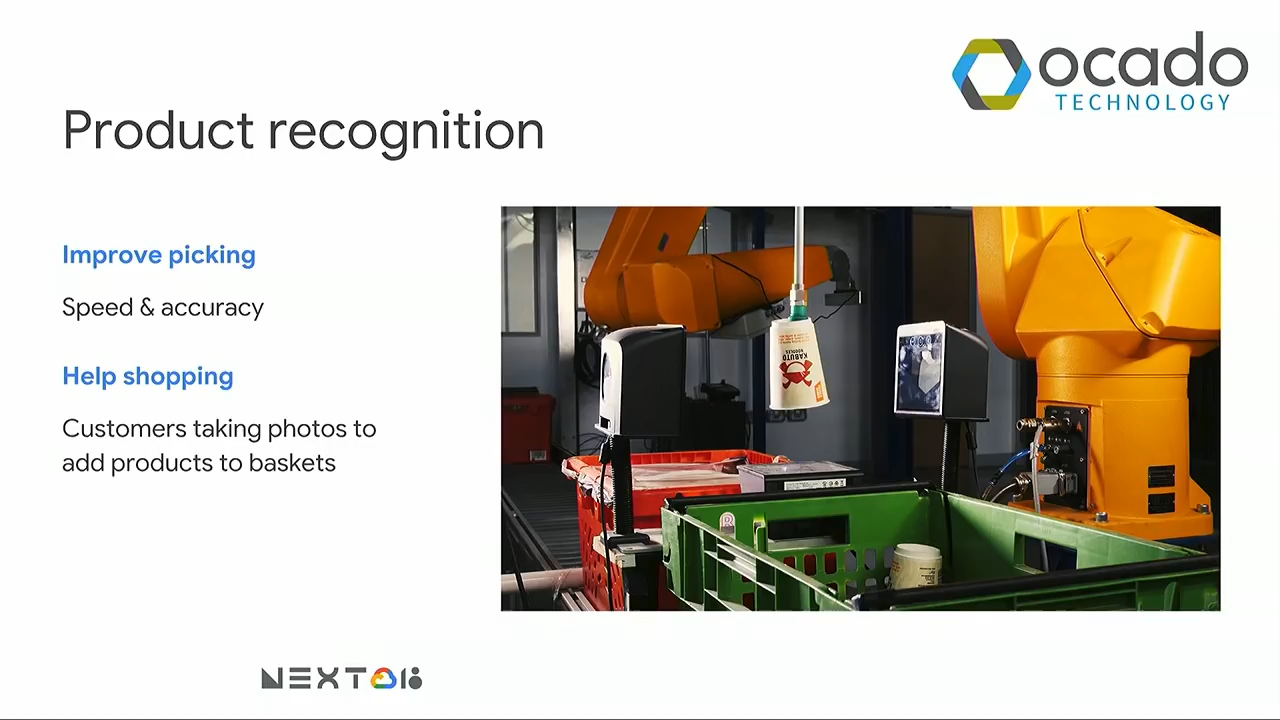 ocado
TECHNOLOGY
Product recognition
Improve picking
Speed & accuracy
Help shopping
Customers taking photos to
add products to baskets
KABUTO
NOODLES
NEXT 18